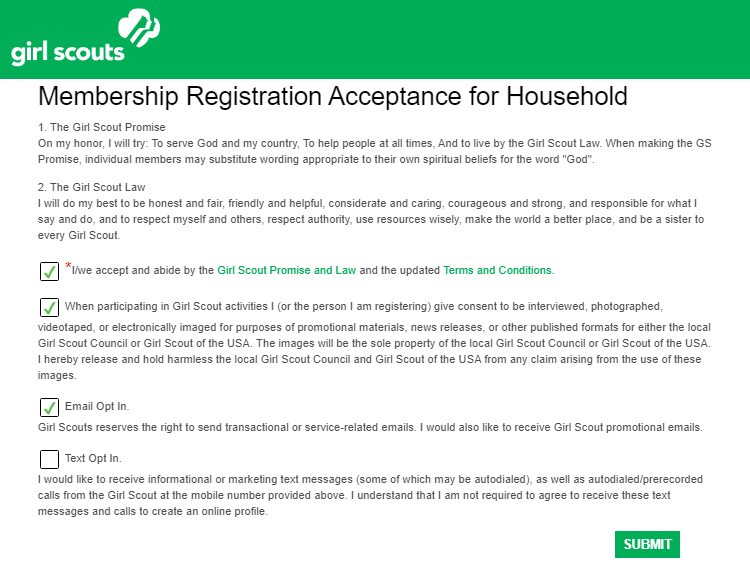 girl scouts
Membership Registration Acceptance for Household
1. The Girl Scout Promise
On my honor, I will try: To serve God and my country, To help people at all times, And to live by the Girl Scout Law. When making the GS
Promise, individual members may substitute wording appropriate to their own spiritual beliefs for the word "God".
2. The Girl Scout Law
I will do my best to be honest and fair, friendly and helpful, considerate and caring, courageous and strong, and responsible for what I
say and do, and to respect myself and others, respect authority, use resources wisely, make the world a better place, and be a sister to
every Girl Scout.
*I/we accept and abide by the Girl Scout Promise and Law and the updated Terms and Conditions.
When participating in Girl Scout activities I (or the person I am registering) give consent to be interviewed, photographed,
videotaped, or electronically imaged for purposes of promotional materials, news releases, or other published formats for either the local
Girl Scout Council or Girl Scout of the USA. The images will be the sole property of the local Girl Scout Council or Girl Scout of the USA.
I hereby release and hold harmless the local Girl Scout Council and Girl Scout of the USA from any claim arising from the use of these
images.
Email Opt In.
Girl Scouts reserves the right to send transactional or service-related emails. I would also like to receive Girl Scout promotional emails.
Text Opt In.
I would like to receive informational or marketing text messages (some of which may be autodialed), as well as autodialed/prerecorded
calls from the Girl Scout at the mobile number provided above. I understand that I am not required to agree to receive these text
messages and calls to create an online profile.
SUBMIT